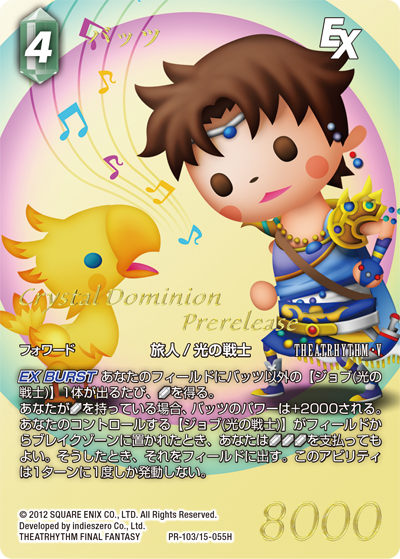 4
バッツ
EX
Crystal Dominion
Prerelease
フォワード
旅人 / 光の戦士
THEATRHYTHM・V
EX BURST あなたのフィールドにバッツ以外の【ジョブ(光の
戦士)】1体が出るたび、を得る。
あなたがを持っている場合、バッツのパワーは+2000される。
あなたのコントロールする【ジョブ(光の戦士)】がフィールドか
らブレイクゾーンに置かれたとき、あなたはを支払っても
よい。そうしたとき、それをフィールドに出す。このアビリティ
は1ターンに1度しか発動しない。
© 2012 SQUARE ENIX CO., LTD. All Rights Reserved.
Developed by indieszero Co., Ltd.
THEATRHYTHM FINAL FANTASY
PR-103/15-055H
8000